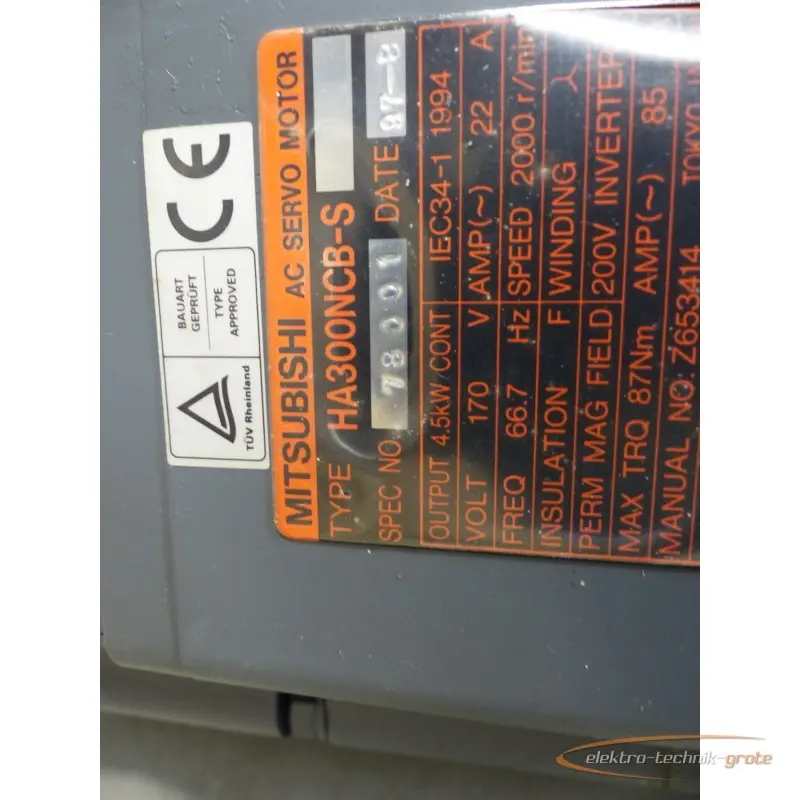 BAUART
GEPRÜFT
TYPE
APPROVED
TÜV Rheinland
CE
MITSUBISHI AC SERVO MOTOR
TYPE HA300NCB-S
SPEC NO. 78001 DATE 97-8
OUTPUT 4.5kW CONT IEC34-1 1994
VOLT 170 V AMP(~) 22 A
FREQ 66.7 Hz SPEED 2000 r/min
INSULATION F WINDING
PERM MAG FIELD 200V INVERTER
MAX TRQ 87Nm AMP(~) 85
MANUAL NO. Z653414 TOKYO
elektro-technik-grote